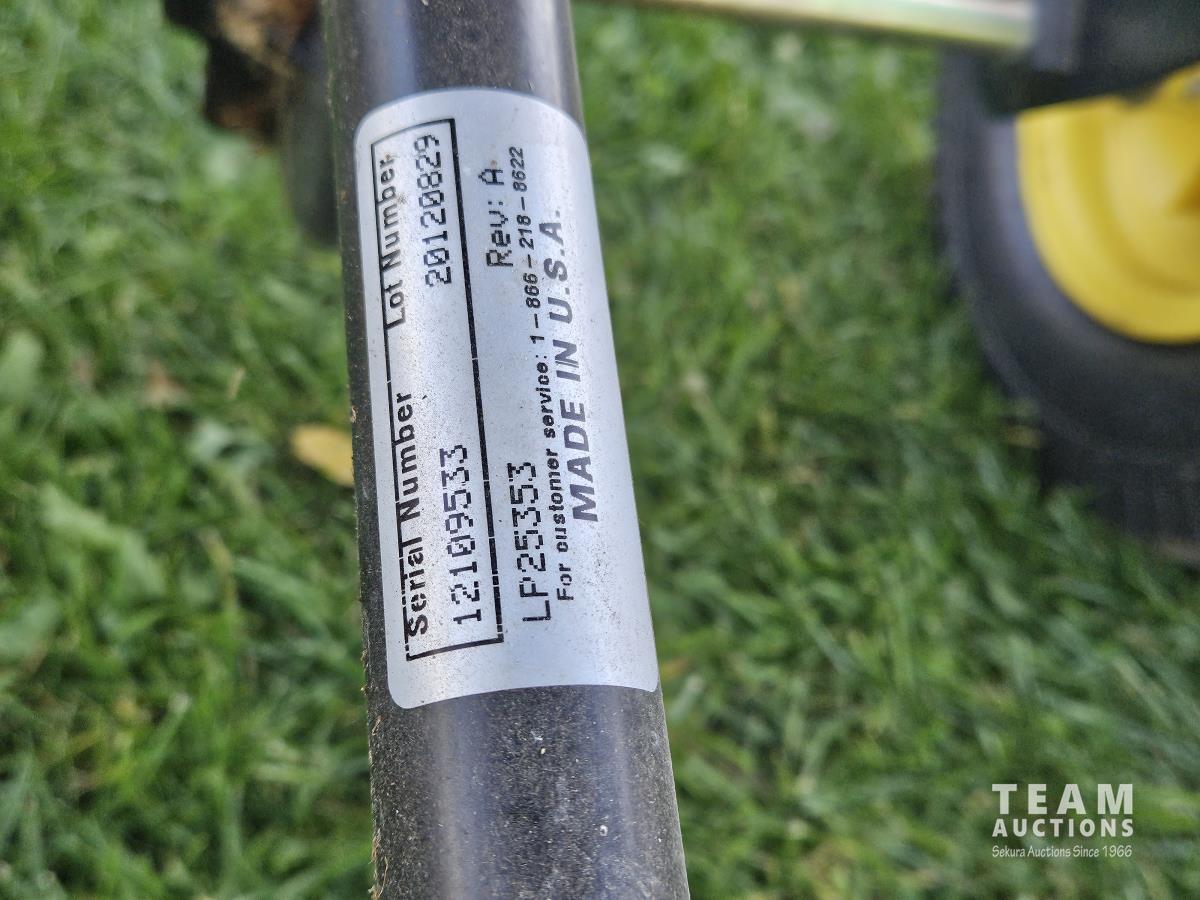 Serial Number Lot Number
12109533 20120829
LP25353 Rev: A
For customer service: 1-866-218-8622
MADE IN U.S.A.
TEAM
AUCTIONS
Sekura Auctions Since 1966